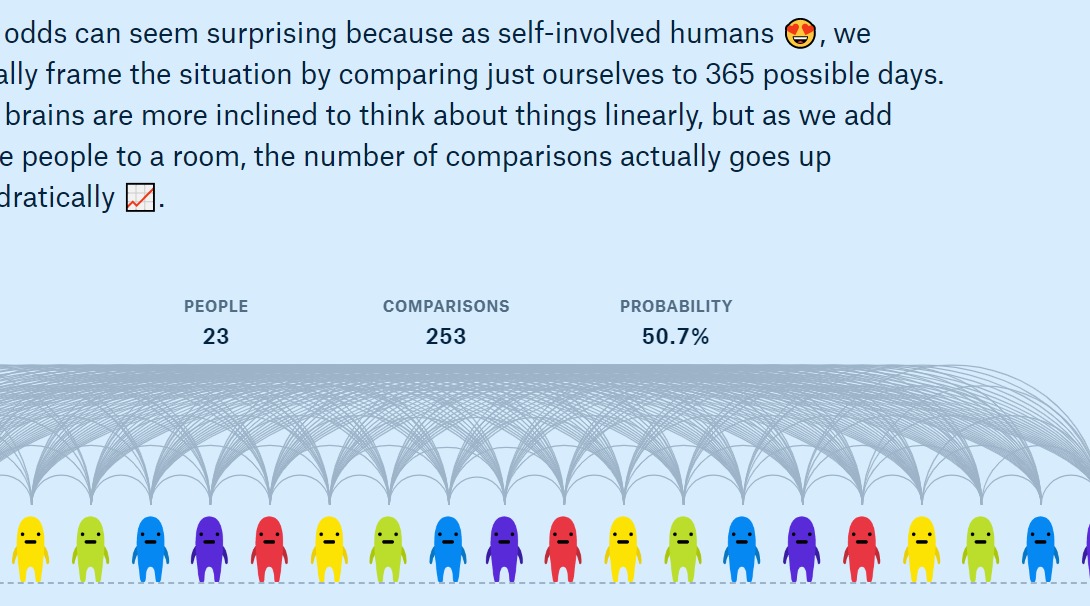 odds can seem surprising because as self-involved humans 😍, we
ally frame the situation by comparing just ourselves to 365 possible days.
brains are more inclined to think about things linearly, but as we add
e people to a room, the number of comparisons actually goes up
dratically 📈.
PEOPLE COMPARISONS PROBABILITY
23 253 50.7%